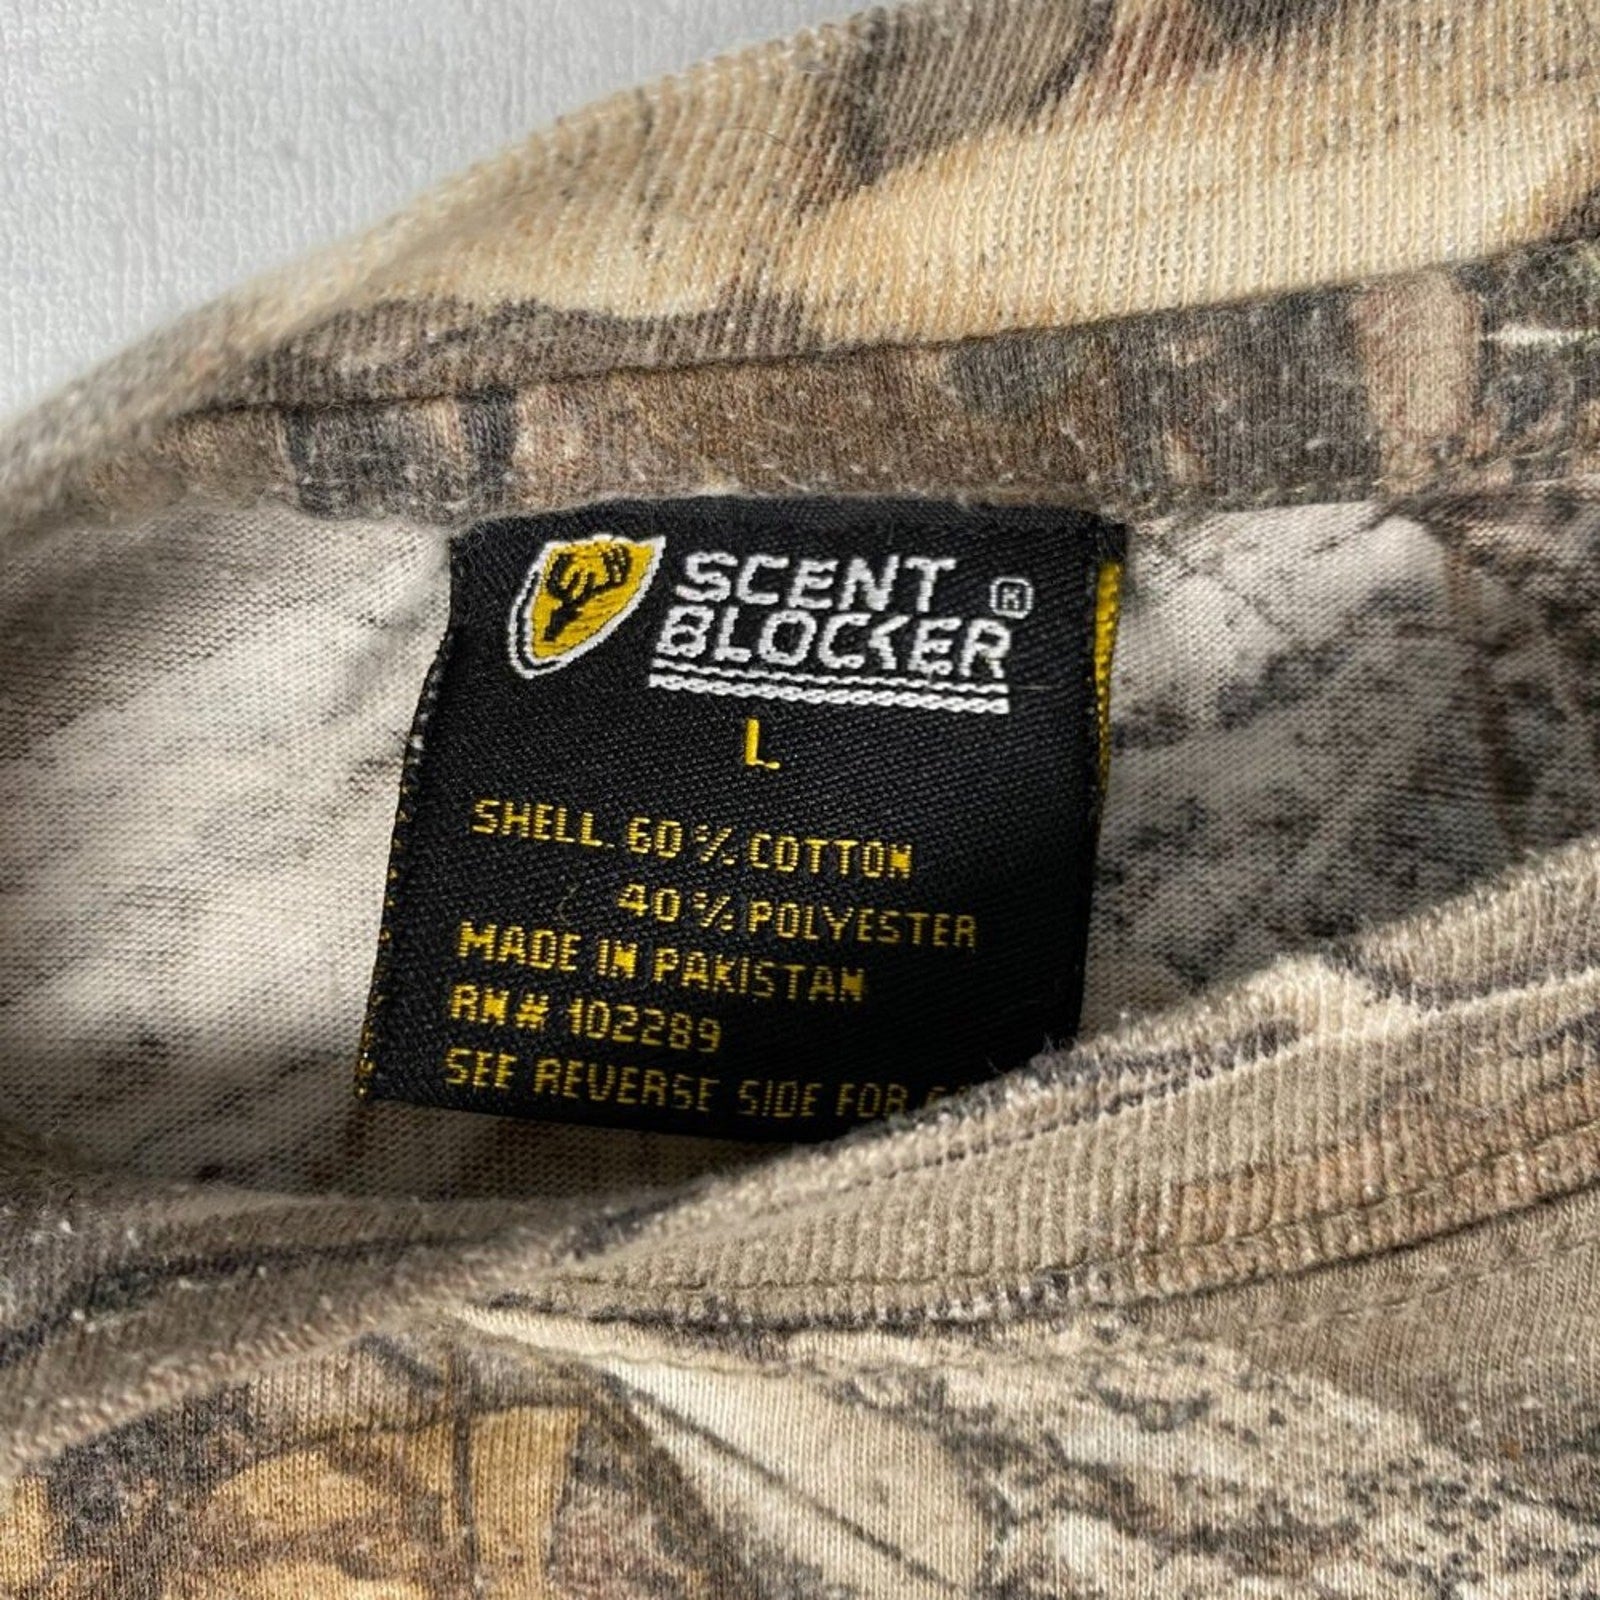 SCENT
BLOCKER ®
L
SHELL 60% COTTON
40% POLYESTER
MADE IN PAKISTAN
RN# 102289
SEE REVERSE SIDE FOR